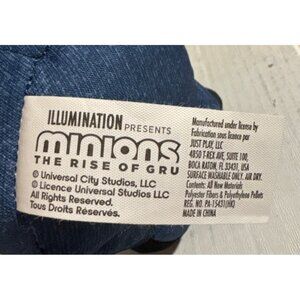 ILLUMINATION PRESENTS
minions
THE RISE OF GRU
© Universal City Studios, LLC
© Licence Universal Studios LLC
All Rights Reserved.
Tous Droits Réservés.
Manufactured under license by
Fabrication sous licence par
JUST PLAY, LLC
4850 T-REX AVE, SUITE 100,
BOCA RATON, FL 33431, USA
SURFACE WASHABLE ONLY, AIR DRY.
Contents: All New Materials
Polyester Fibers & Polyethylene Pellets
REG. NO. PA-15431(HK)
MADE IN CHINA